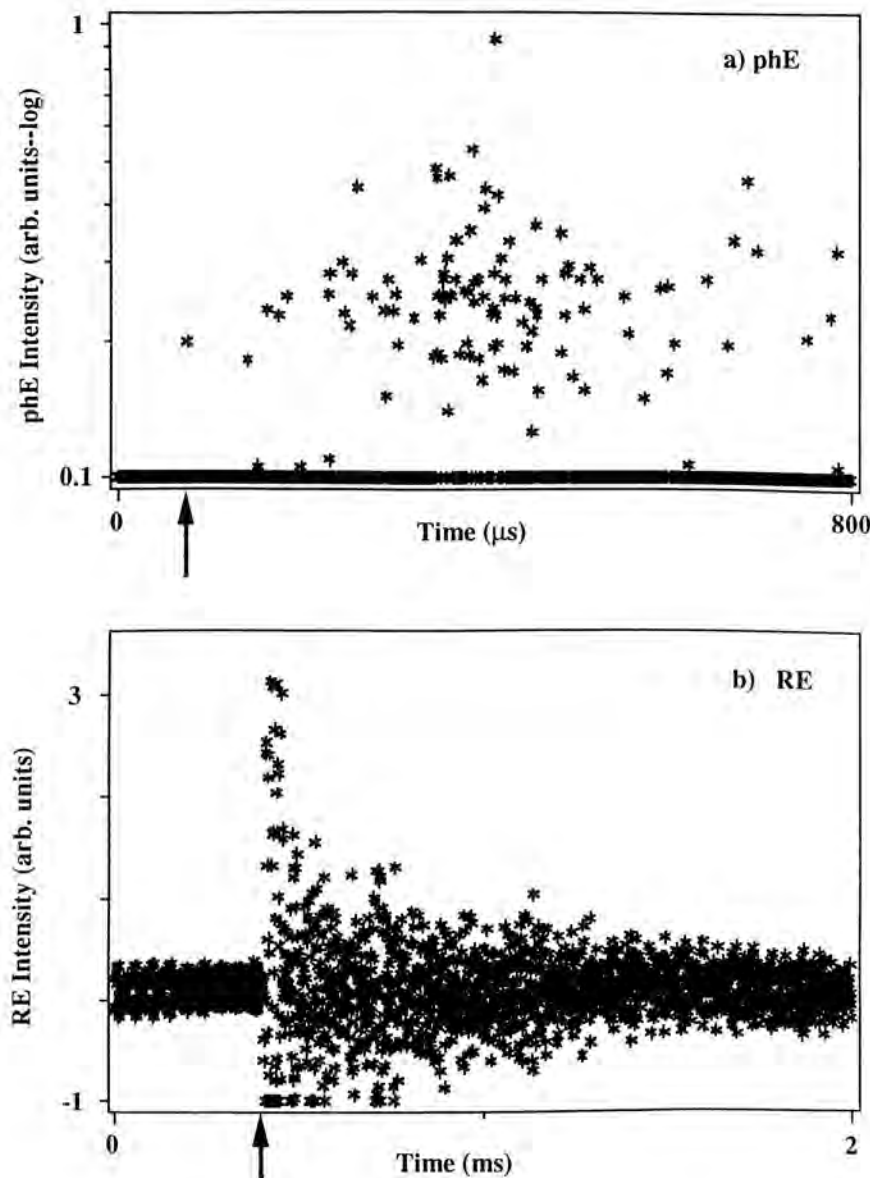 1
a) phE
phE Intensity (arb. units--log)
0.1
0
Time (µs)
800
3
b) RE
RE Intensity (arb. units)
-1
0
Time (ms)
2